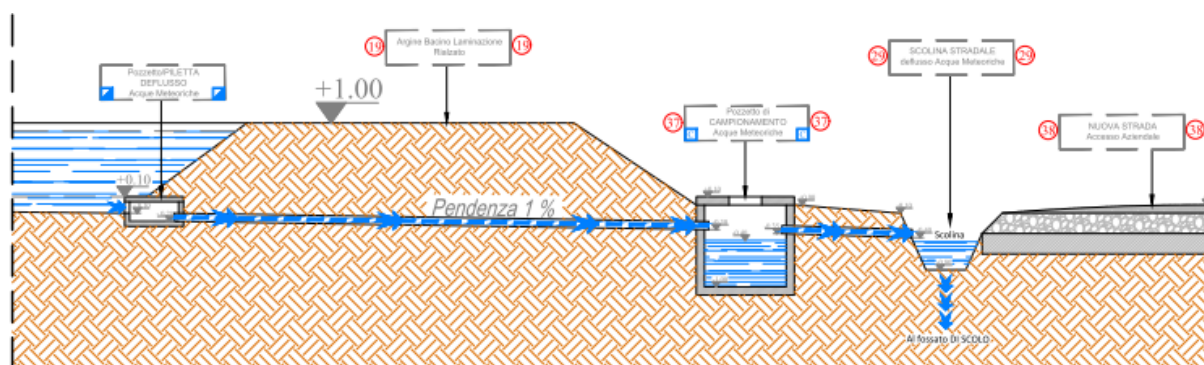 19
Argine Bacino Laminazione
Rialzato
19
29
SCOLINA STRADALE
deflusso Acque Meteoriche
29
Pozzetto/PILETTA
DEFLUSSO
Acque Meteoriche
+1.00
37
Pozzetto di
CAMPIONAMENTO
Acque Meteoriche
37
38
NUOVA STRADA
Accesso Aziendale
38
+0.10
Pendenza 1 %
Scolina
Al fossato DI SCOLO